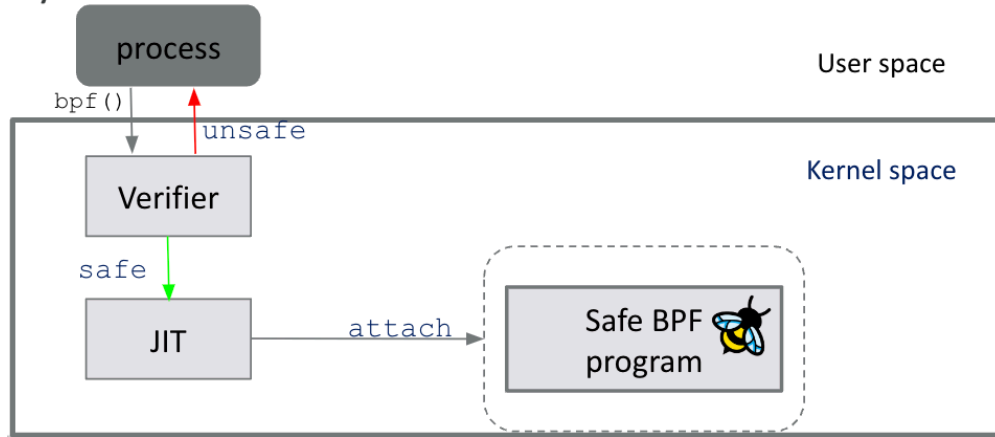 process
User space
bpf()
unsafe
Kernel space
Verifier
safe
JIT
attach
Safe BPF
program